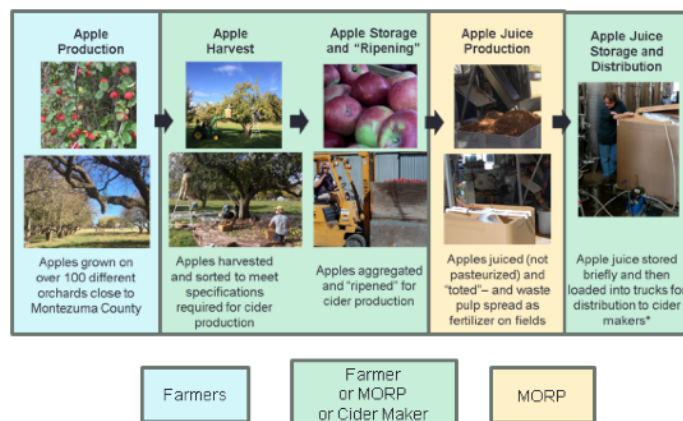 Apple
Production
Apples grown on
over 100 different
orchards close to
Montezuma County
Apple
Harvest
Apples harvested
and sorted to meet
specifications
required for cider
production
Apple Storage
and “Ripening”
Apples aggregated
and “ripened” for
cider production
Apple Juice
Production
Apples juiced (not
pasteurized) and
“toted”– and waste
pulp spread as
fertilizer on fields
Apple Juice
Storage and
Distribution
Apple juice stored
briefly and then
loaded into trucks for
distribution to cider
makers*
Farmers
Farmer
or MORP
or Cider Maker
MORP